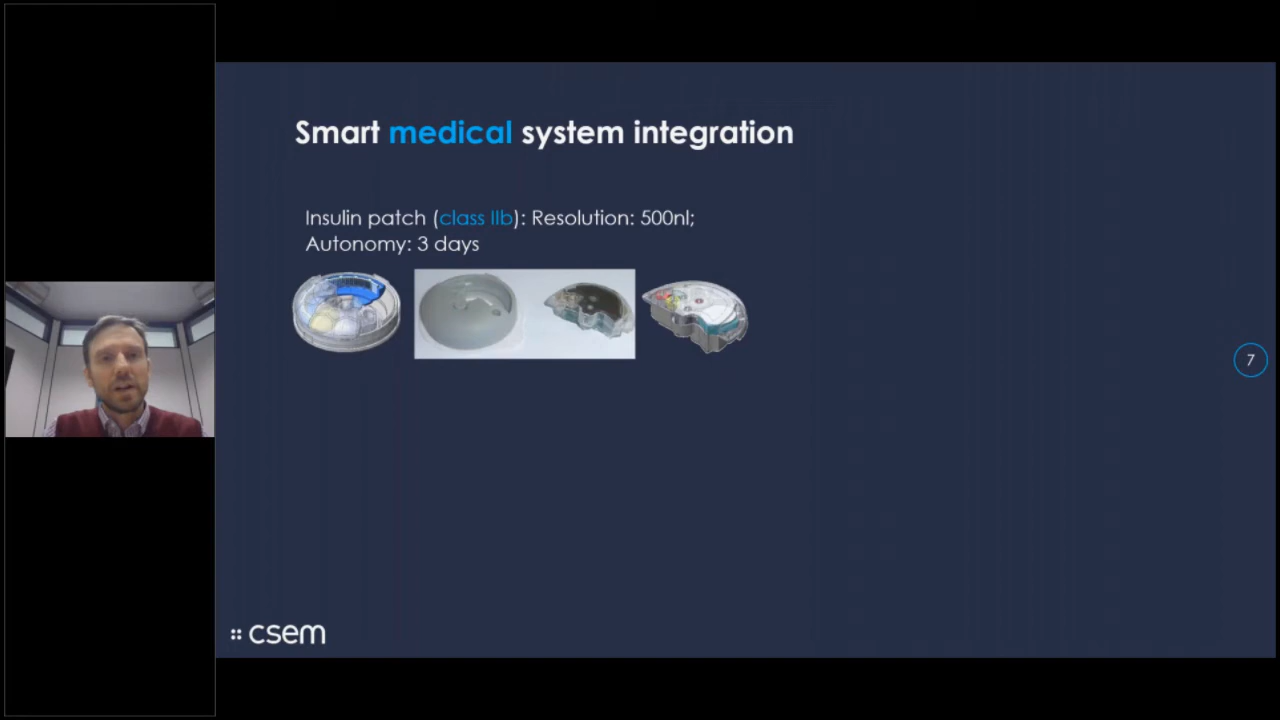 Smart medical system integration
Insulin patch (class IIb): Resolution: 500nl;
Autonomy: 3 days
7
:: csem